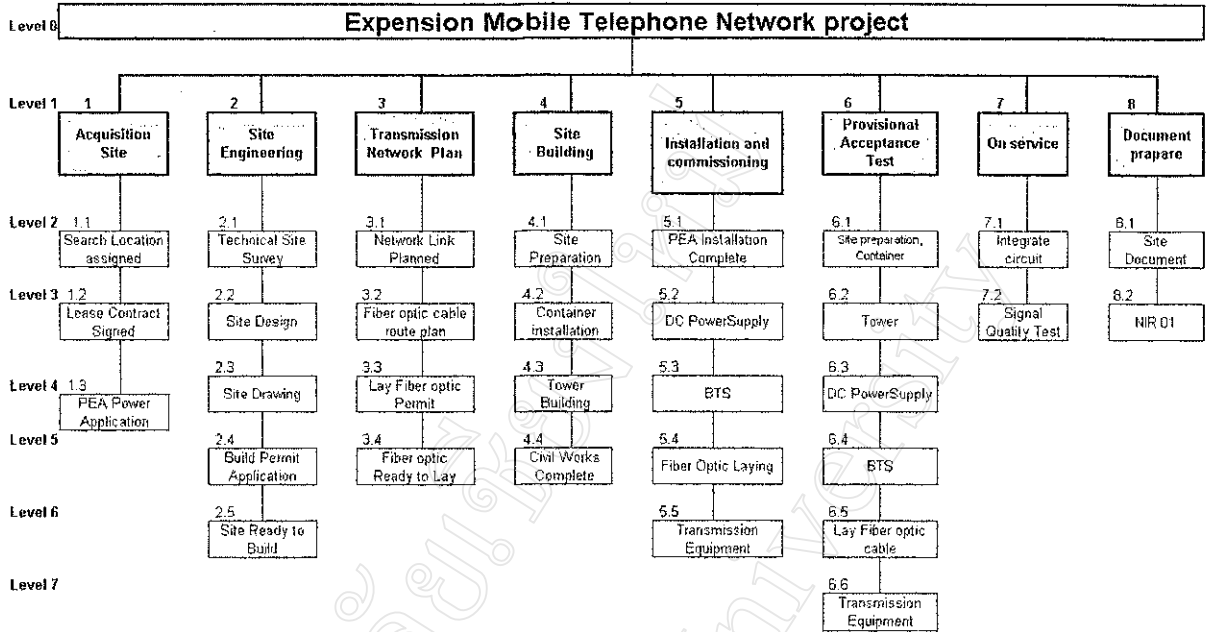 Level 0
Expension Mobile Telephone Network project
Level 1
1
2
3
4
5
6
7
8
Acquisition
Site
Site
Engineering
Transmission
Network Plan
Site
Building
Installation and
commissioning
Provisional
Acceptance
Test
On service
Document
prapare
Level 2
1.1
Search Location
assigned
2.1
Technical Site
Survey
3.1
Network Link
Planned
4.1
Site
Preparation
5.1
PEA Installation
Complete
6.1
Site preparation,
Container
7.1
Integrate
circuit
8.1
Site
Document
Level 3
1.2
Lease Contract
Signed
2.2
Site Design
3.2
Fiber optic cable
route plan
4.2
Container
installation
5.2
DC PowerSupply
6.2
Tower
7.2
Signal
Quality Test
8.2
NIR 01
Level 4
1.3
PEA Power
Application
2.3
Site Drawing
3.3
Lay Fiber optic
Permit
4.3
Tower
Building
5.3
BTS
6.3
DC PowerSupply
Level 5
2.4
Build Permit
Application
3.4
Fiber optic
Ready to Lay
4.4
Civil Works
Complete
5.4
Fiber Optic Laying
6.4
BTS
Level 6
2.5
Site Ready to
Build
5.5
Transmission
Equipment
6.5
Lay Fiber optic
cable
Level 7
6.6
Transmission
Equipment
University